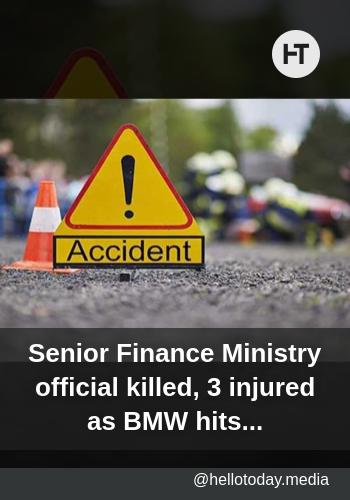 HT
Accident
Senior Finance Ministry
official killed, 3 injured
as BMW hits...
@hellotoday.media